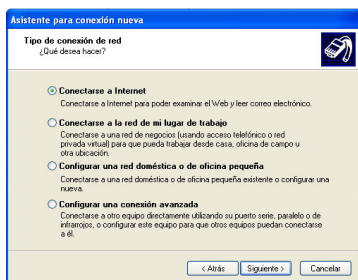 Asistente para conexión nueva
Tipo de conexión de red
¿Qué desea hacer?
Conectarse a Internet
Conectarse a Internet para poder examinar el Web y leer correo electrónico.
Conectarse a la red de mi lugar de trabajo
Conectarse a una red de negocios (usando acceso telefónico o red
privada virtual) para que pueda trabajar desde casa, oficina de campo u
otra ubicación.
Configurar una red doméstica o de oficina pequeña
Conectarse a una red doméstica o de oficina pequeña existente o configurar una
nueva.
Configurar una conexión avanzada
Conectarse a otro equipo directamente utilizando su puerto serie, paralelo o de
infrarrojos, o configurar este equipo para que otros equipos puedan conectarse
a él.
< Atrás Siguiente > Cancelar